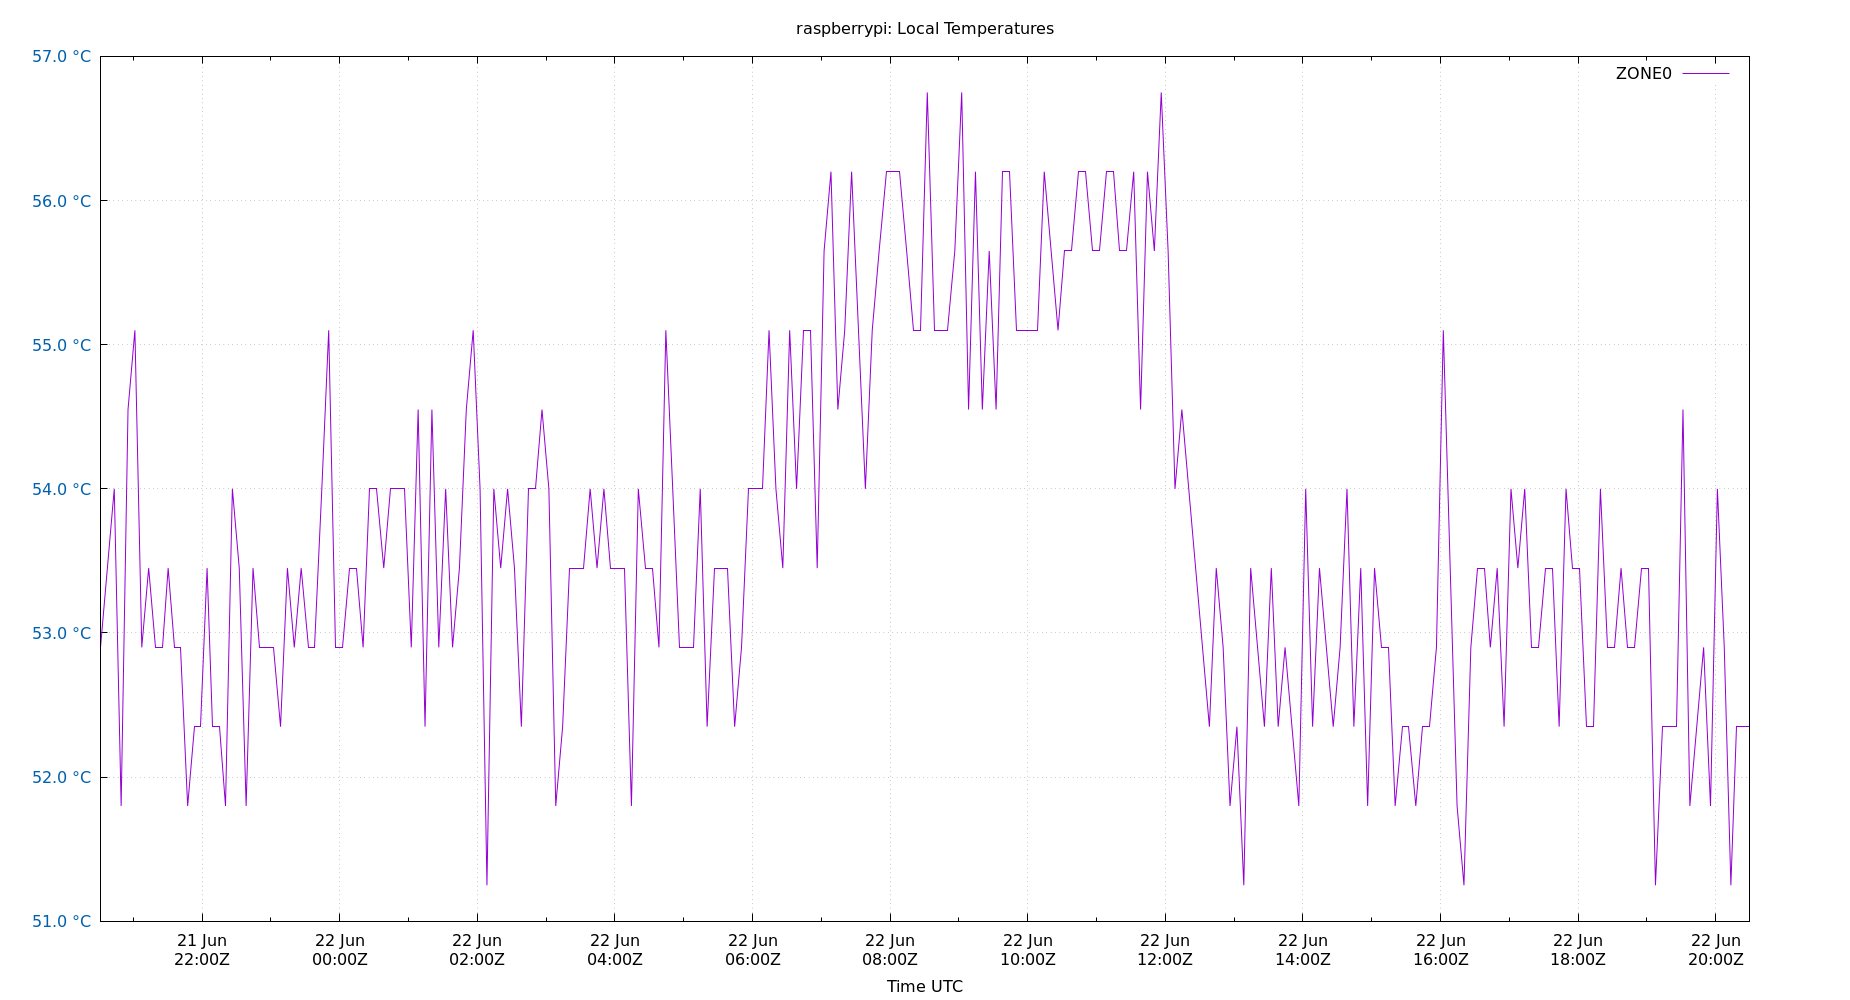 raspberrypi: Local Temperatures
57.0 °C
ZONE0
56.0 °C
55.0 °C
54.0 °C
53.0 °C
52.0 °C
51.0 °C
21 Jun 22 Jun 22 Jun 22 Jun 22 Jun 22 Jun 22 Jun 22 Jun 22 Jun 22 Jun 22 Jun 22 Jun
22:00Z 00:00Z 02:00Z 04:00Z 06:00Z 08:00Z 10:00Z 12:00Z 14:00Z 16:00Z 18:00Z 20:00Z
Time UTC